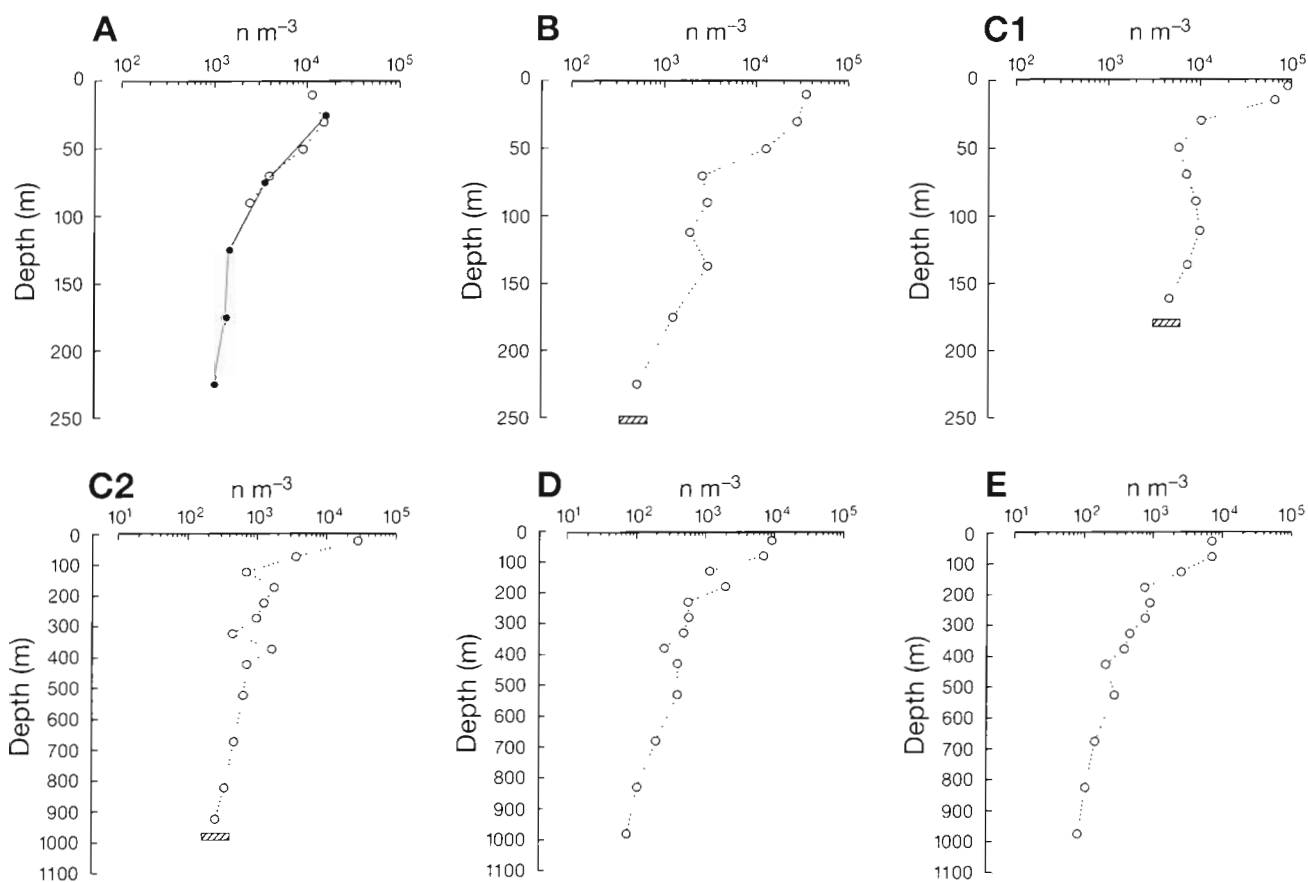 A n m⁻³ B n m⁻³ C1 n m⁻³
10² 10³ 10⁴ 10⁵ 10² 10³ 10⁴ 10⁵ 10² 10³ 10⁴ 10⁵
0 0 0
50 50 50
100 100 100
150 150 150
200 200 200
250 250 250
Depth (m) Depth (m) Depth (m)
C2 n m⁻³ D n m⁻³ E n m⁻³
10¹ 10² 10³ 10⁴ 10⁵ 10¹ 10² 10³ 10⁴ 10⁵ 10¹ 10² 10³ 10⁴ 10⁵
0 0 0
100 100 100
200 200 200
300 300 300
400 400 400
500 500 500
600 600 600
700 700 700
800 800 800
900 900 900
1000 1000 1000
1100 1100 1100
Depth (m) Depth (m) Depth (m)